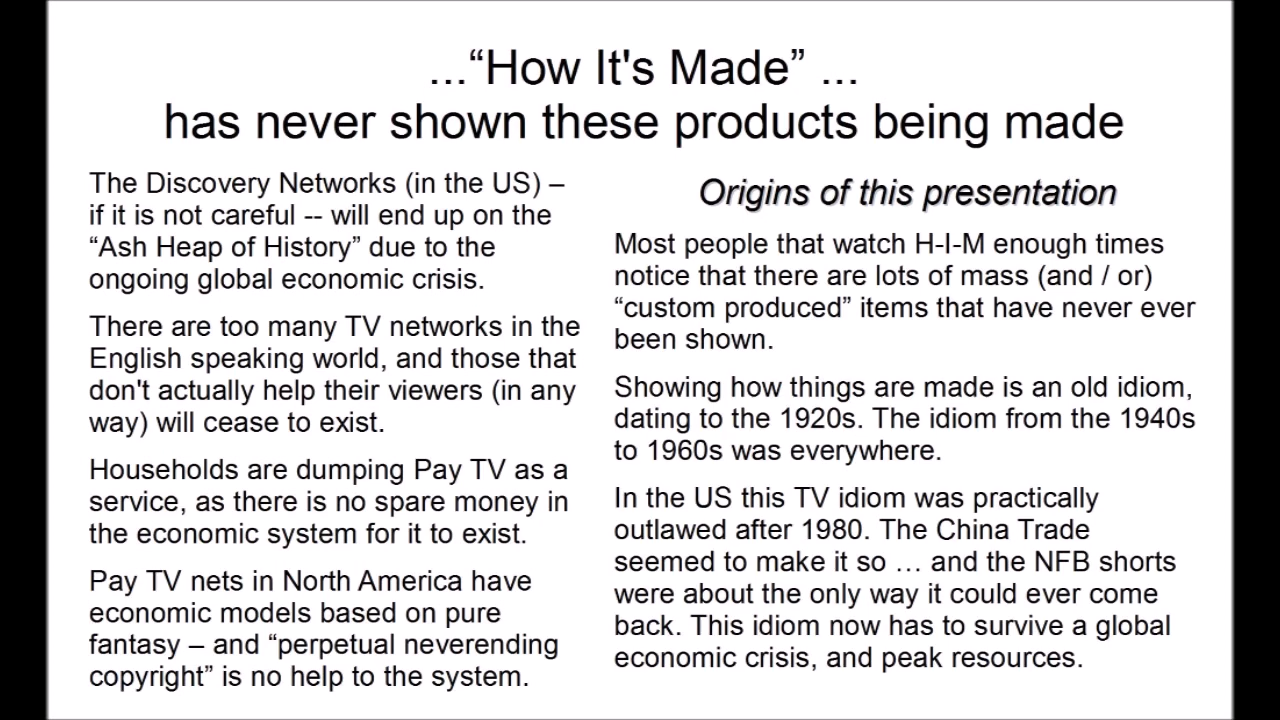 ...“How It's Made” ...
has never shown these products being made
The Discovery Networks (in the US) –
if it is not careful -- will end up on the
“Ash Heap of History” due to the
ongoing global economic crisis.
There are too many TV networks in the
English speaking world, and those that
don't actually help their viewers (in any
way) will cease to exist.
Households are dumping Pay TV as a
service, as there is no spare money in
the economic system for it to exist.
Pay TV nets in North America have
economic models based on pure
fantasy – and “perpetual neverending
copyright” is no help to the system.
Origins of this presentation
Most people that watch H-I-M enough times
notice that there are lots of mass (and / or)
“custom produced” items that have never ever
been shown.
Showing how things are made is an old idiom,
dating to the 1920s. The idiom from the 1940s
to 1960s was everywhere.
In the US this TV idiom was practically
outlawed after 1980. The China Trade
seemed to make it so … and the NFB shorts
were about the only way it could ever come
back. This idiom now has to survive a global
economic crisis, and peak resources.